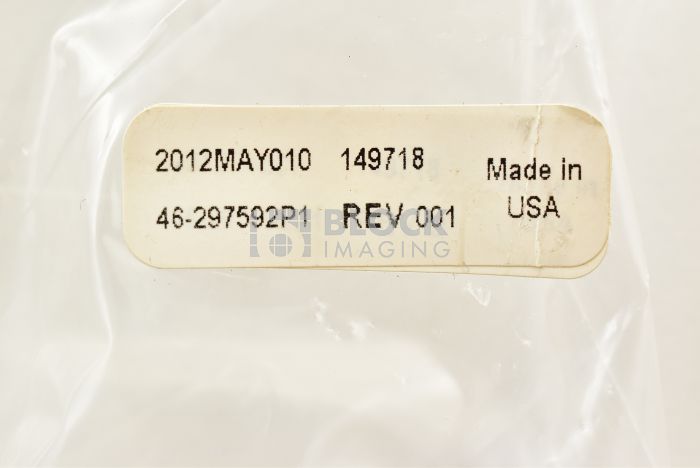 2012MAY010 149718
46-297592P1 REV 001
Made in
USA
BLOCK
IMAGING